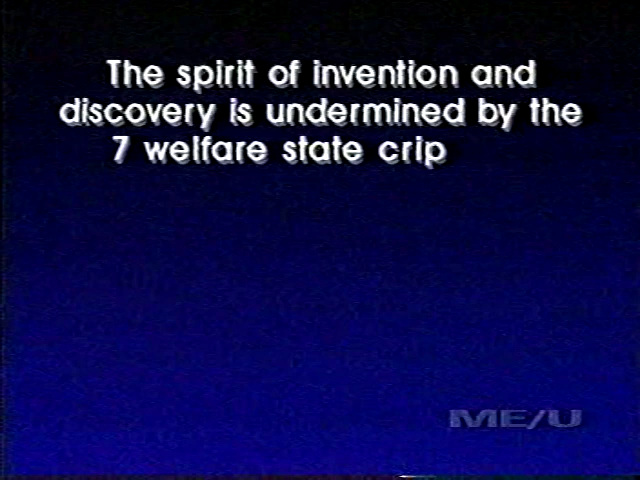 The spirit of invention and
discovery is undermined by the
7 welfare state crip
ME/U